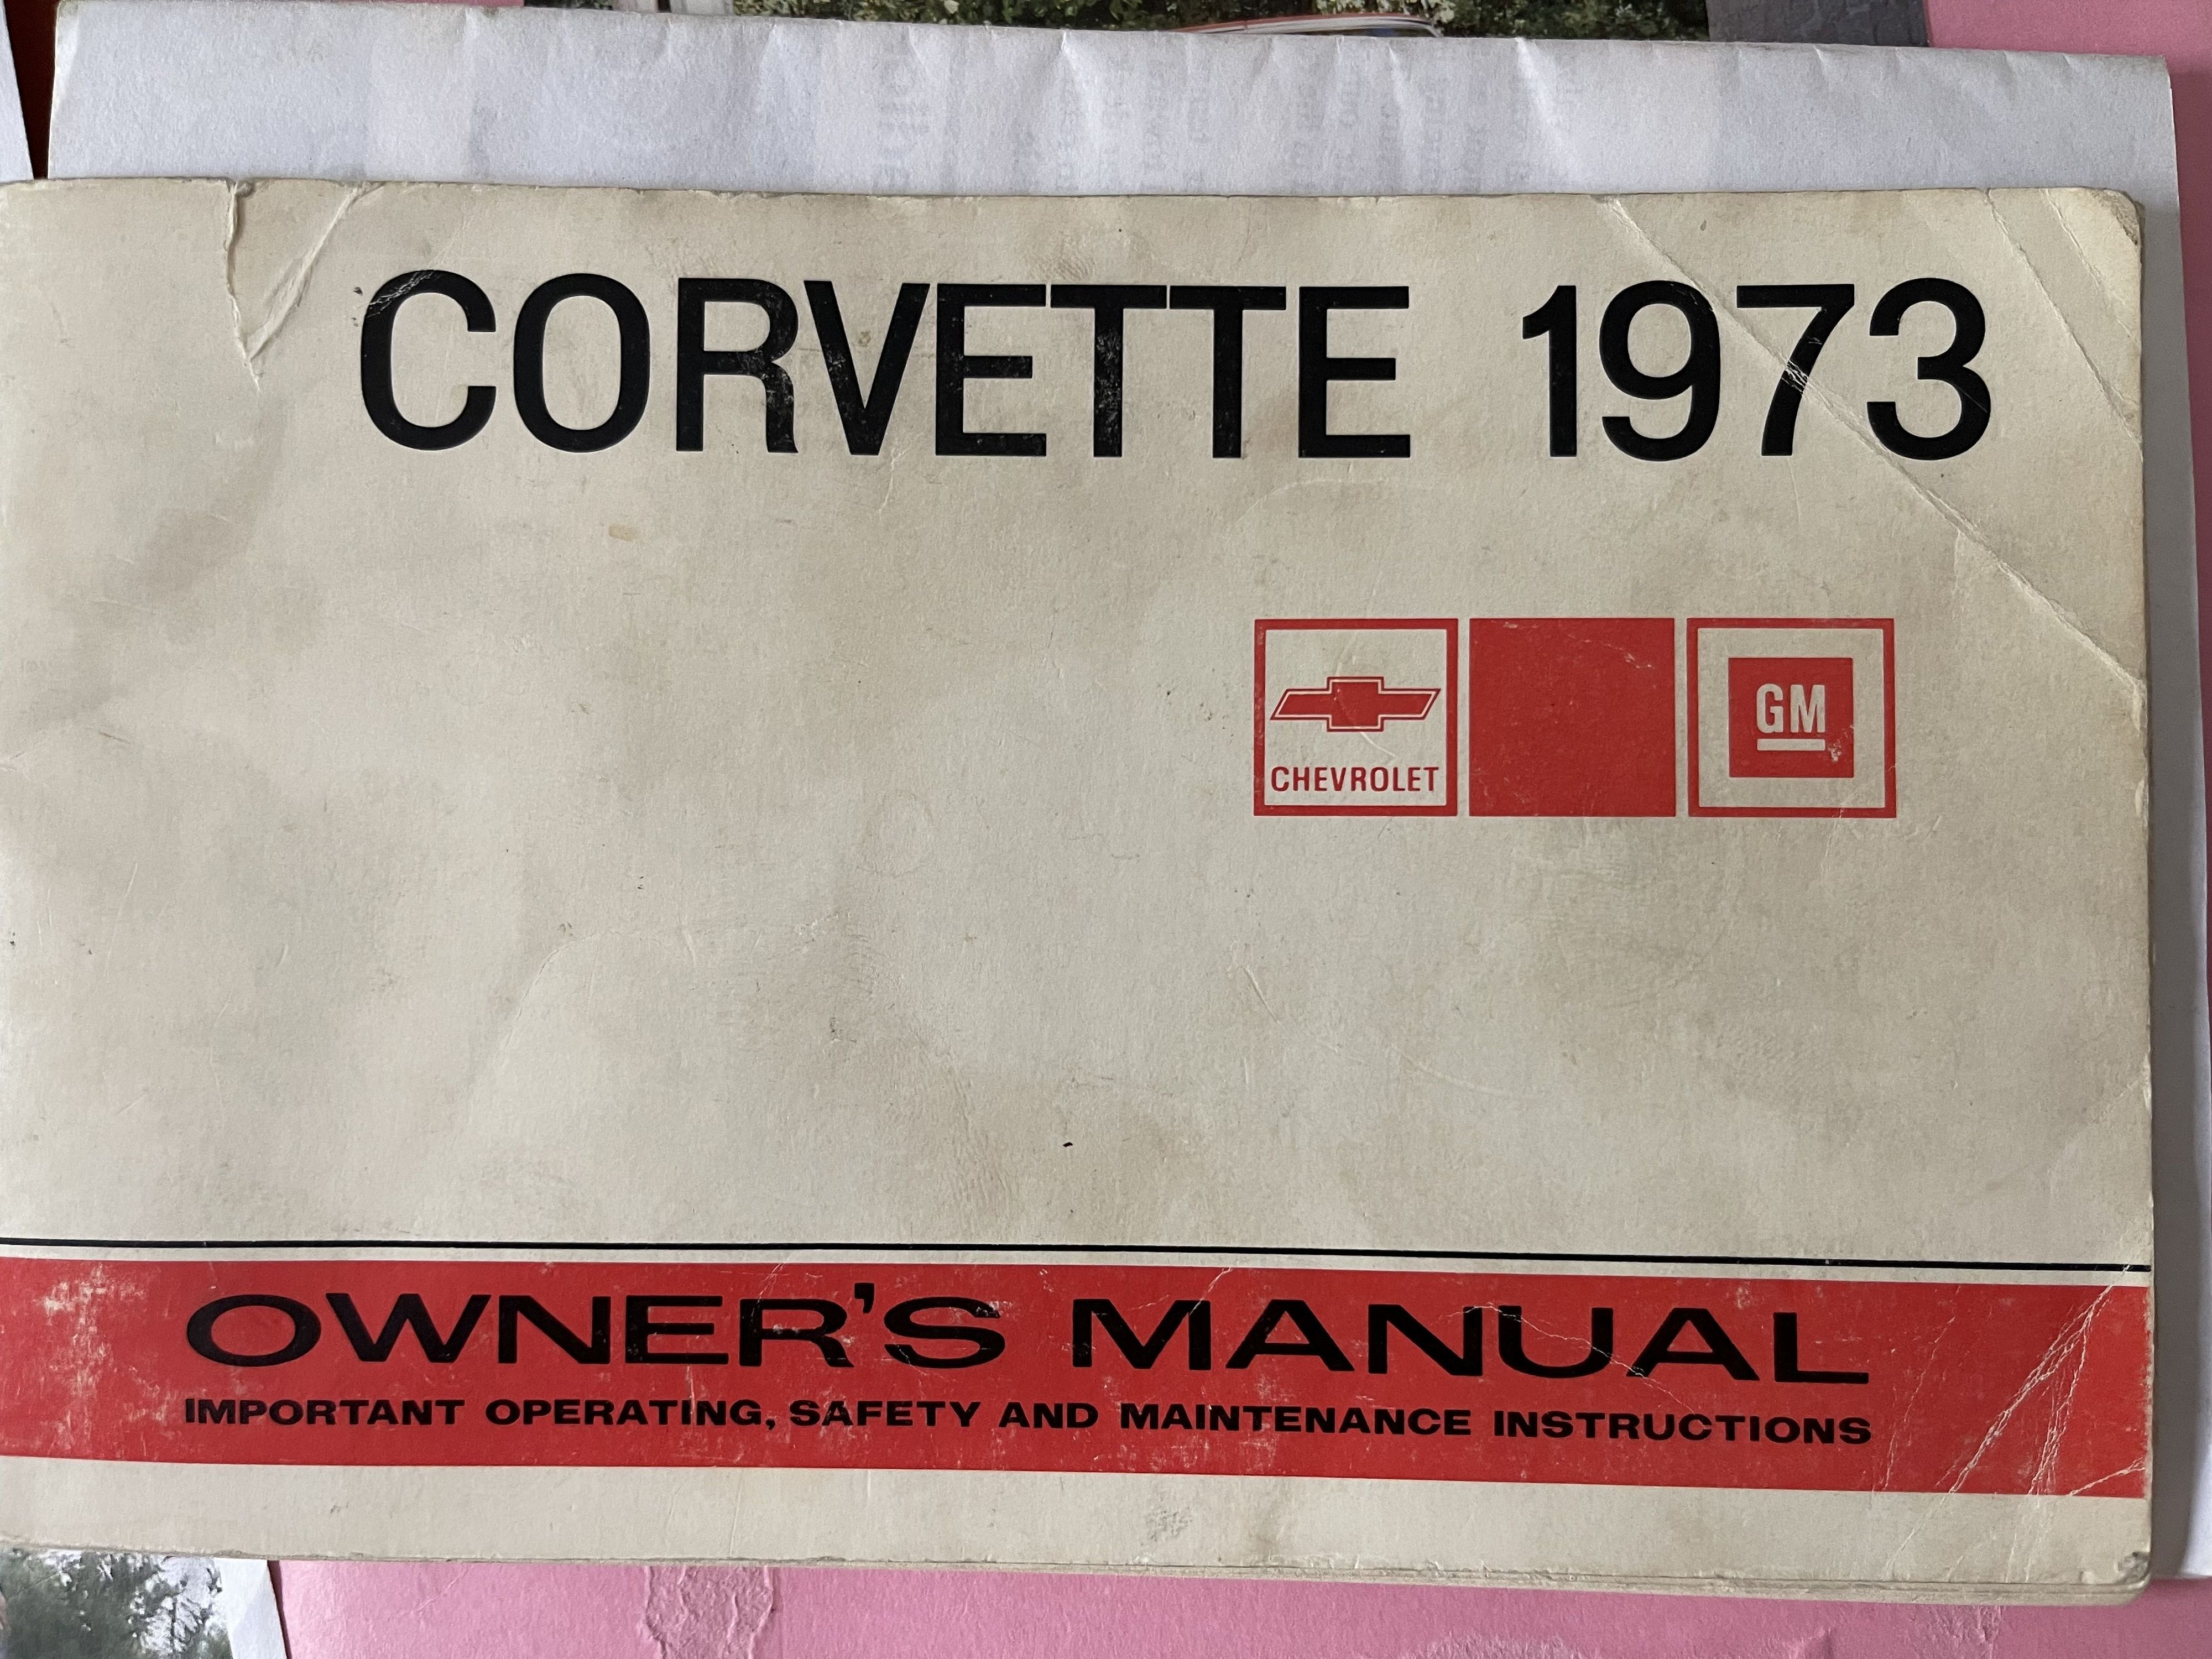 CORVETTE 1973
CHEVROLET
GM
OWNER'S MANUAL
IMPORTANT OPERATING, SAFETY AND MAINTENANCE INSTRUCTIONS